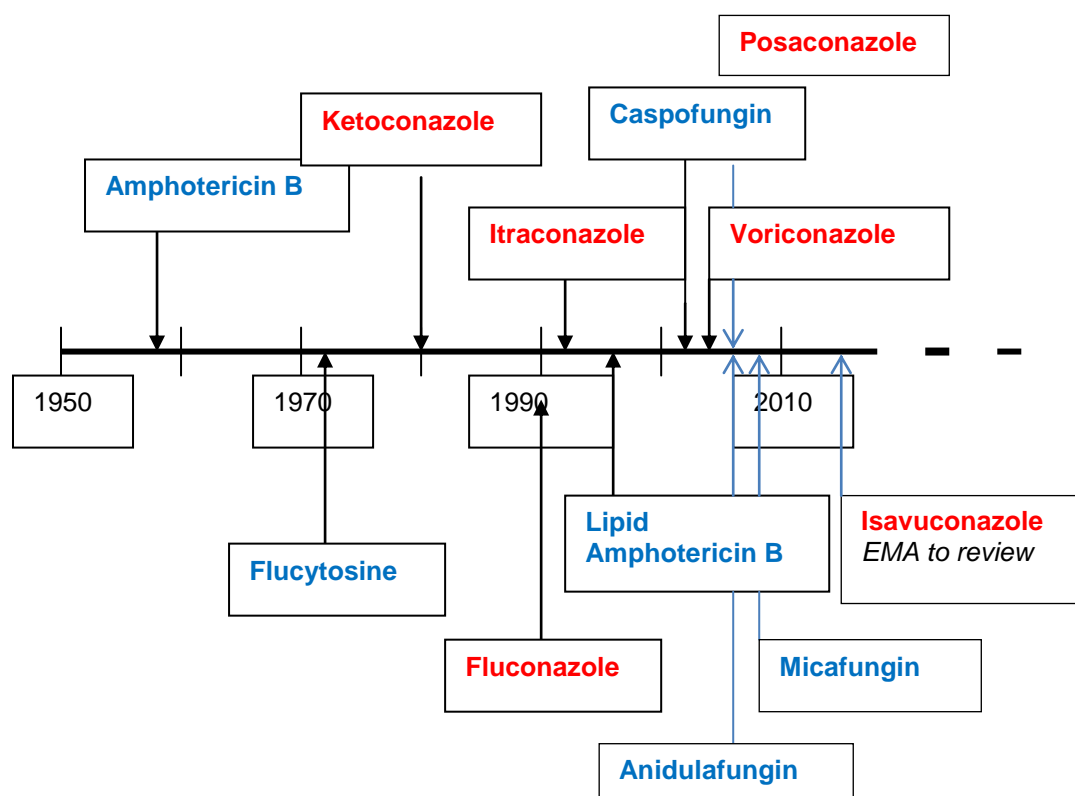 Posaconazole
Ketoconazole
Caspofungin
Amphotericin B
Itraconazole
Voriconazole
1950
1970
1990
2010
Lipid
Amphotericin B
Isavuconazole
EMA to review
Flucytosine
Fluconazole
Micafungin
Anidulafungin